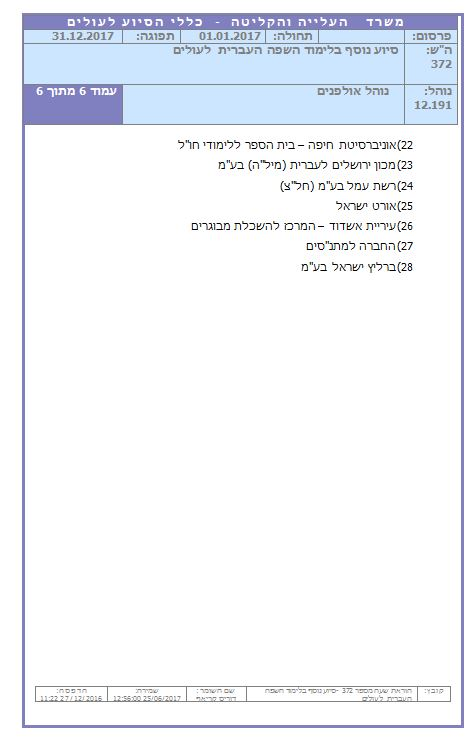 משרד העלייה והקליטה - כללי הסיוע לעולים
פרסום: תחולה: 01.01.2017 תפוגה: 31.12.2017
ה"ש: 372 סיוע נוסף בלימוד השפה העברית לעולים
נוהל: 12.191 נוהל אולפנים עמוד 6 מתוך 6
22) אוניברסיטת חיפה – בית הספר ללימודי חו"ל
23) מכון ירושלים לעברית (מיל"ה) בע"מ
24) רשת עמל בע"מ (חל"צ)
25) אורט ישראל
26) עיריית אשדוד – המרכז להשכלת מבוגרים
27) החברה למתנ"סים
28) ברליץ ישראל בע"מ
קובץ: הוראת שעה מספר 372 -סיוע נוסף בלימוד השפה שם השומר: שמירה: הדפסה:
העברית לעולים דוריס קריאף 25/06/2017 12:56:00 27/12/2016 11:22